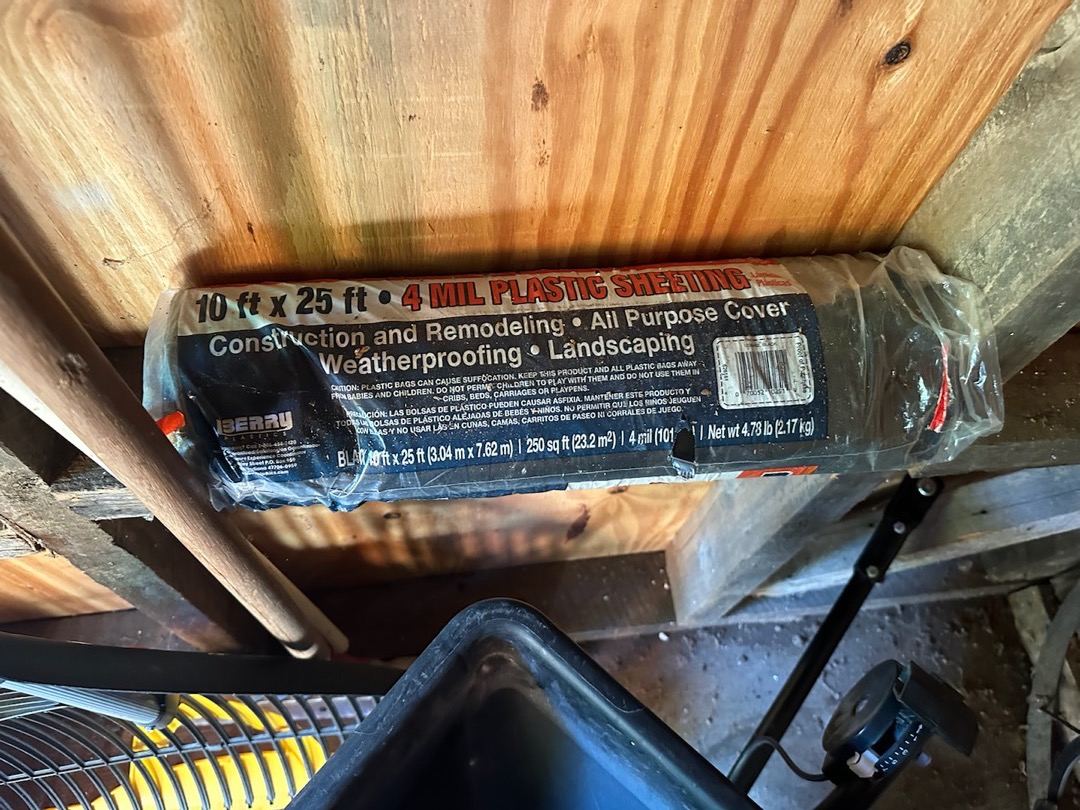 10 ft x 25 ft • 4 MIL PLASTIC SHEETING
Construction and Remodeling • All Purpose Cover
Weatherproofing • Landscaping
CAUTION: PLASTIC BAGS CAN CAUSE SUFFOCATION. KEEP THIS PRODUCT AND ALL PLASTIC BAGS AWAY
FROM BABIES AND CHILDREN. DO NOT PERMIT CHILDREN TO PLAY WITH THEM AND DO NOT USE THEM IN
CRIBS, BEDS, CARRIAGES OR PLAYPENS.
LAS BOLSAS DE PLÁSTICO PUEDEN CAUSAR ASFIXIA. MANTENER ESTE PRODUCTO Y
BOLSAS DE PLÁSTICO ALEJADAS DE BEBÉS Y NIÑOS. NO PERMITIR QUE LOS NIÑOS JUEGUEN
CON ELLAS Y NO USAR LAS EN CUNAS, CAMAS, CARRITOS DE PASEO NI CORRALES DE JUEGO.
BERRY
10 ft x 25 ft (3.04 m x 7.62 m) | 250 sq ft (23.2 m²) | 4 mil (101 | Net wt 4.78 lb (2.17 kg)